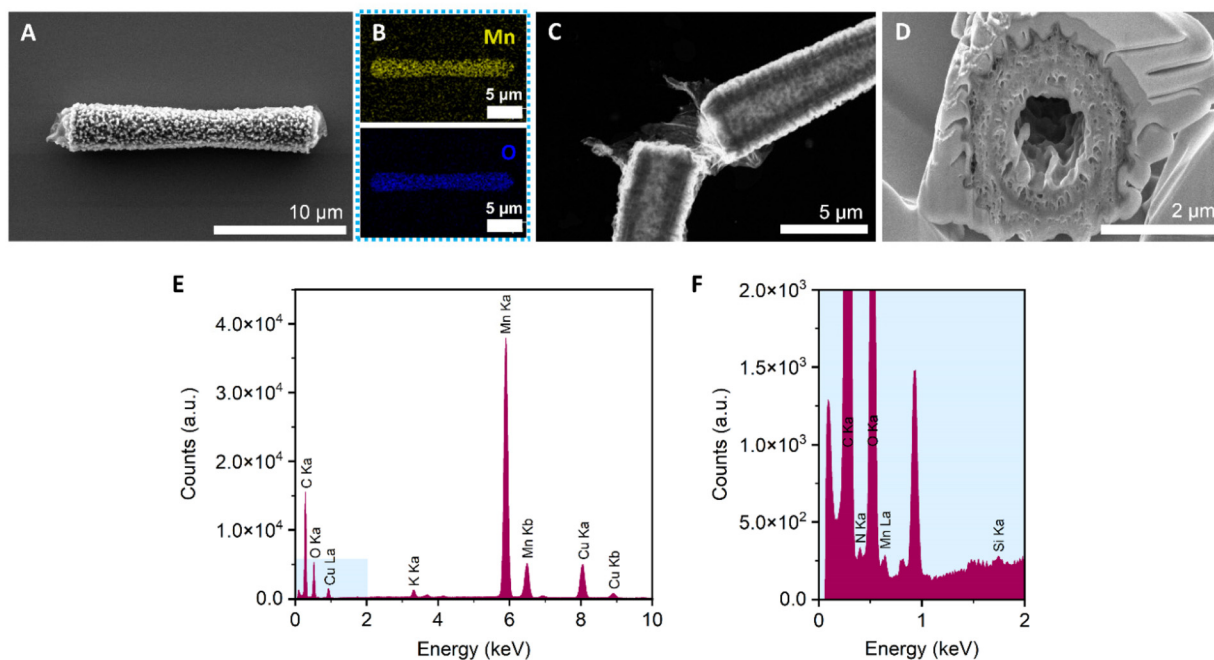 A
10 µm
B
Mn
5 µm
O
5 µm
C
5 µm
D
2 µm
E
Counts (a.u.)
4.0×10⁴
3.0×10⁴
2.0×10⁴
1.0×10⁴
0.0
C Ka
O Ka
Cu La
K Ka
Mn Ka
Mn Kb
Cu Ka
Cu Kb
0 2 4 6 8 10
Energy (keV)
F
Counts (a.u.)
2.0×10³
1.5×10³
1.0×10³
5.0×10²
0.0
C Ka
N Ka
O Ka
Mn La
Si Ka
0 1 2
Energy (keV)